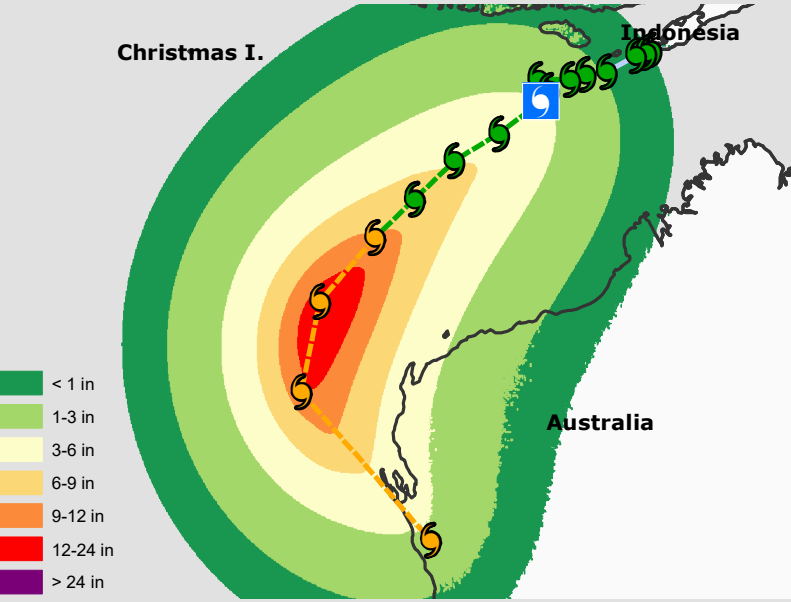 Indonesia
Christmas I.
< 1 in
1-3 in
3-6 in
Australia
6-9 in
9-12 in
12-24 in
> 24 in